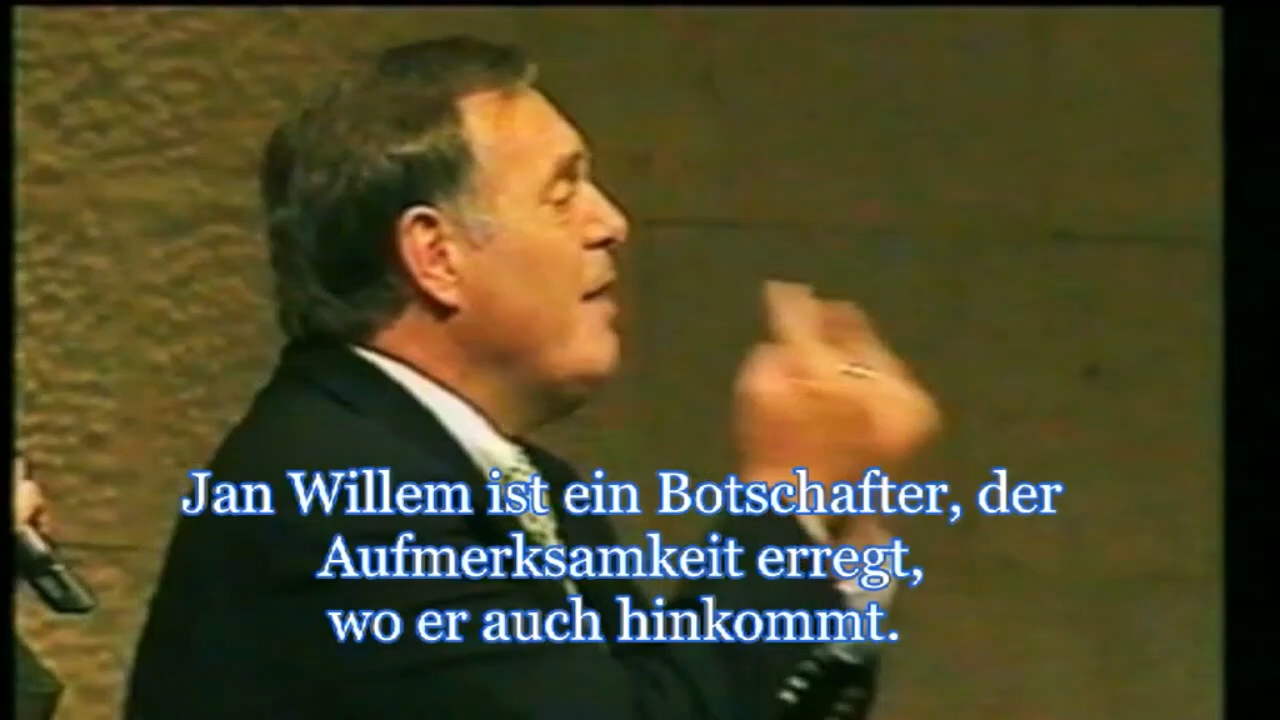 Jan Willem ist ein Botschafter, der
Aufmerksamkeit erregt,
wo er auch hinkommt.